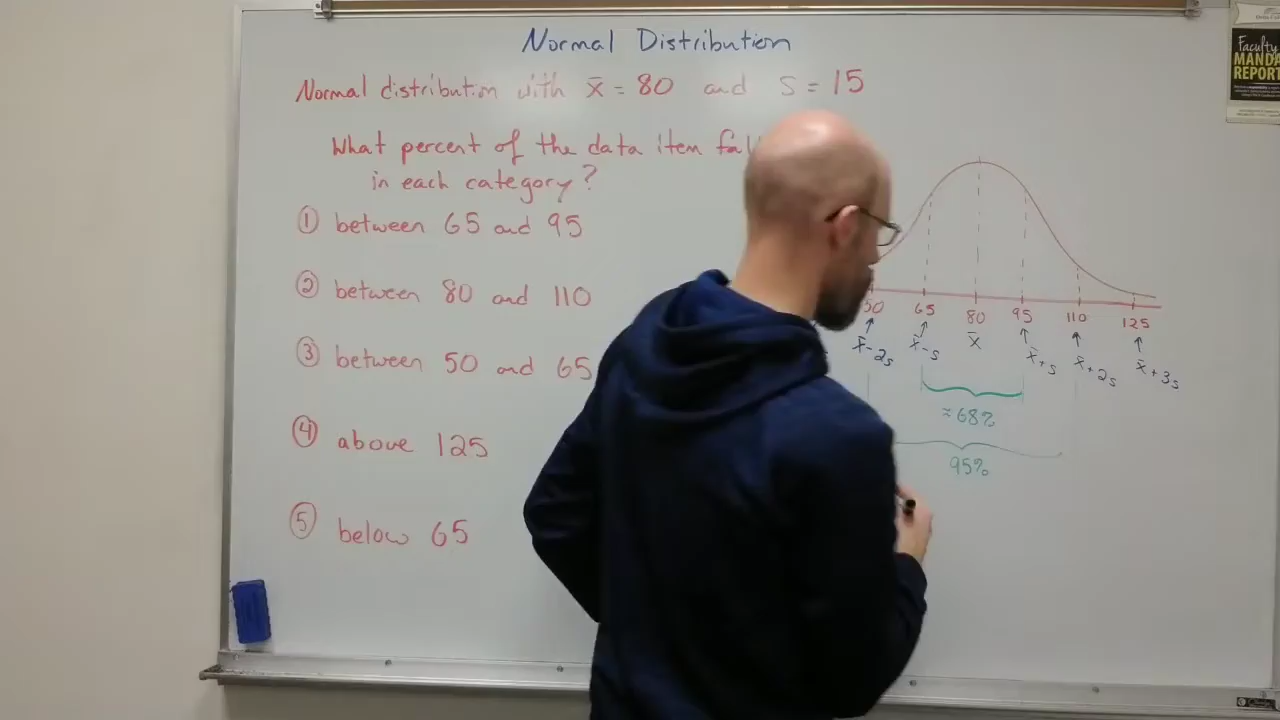 Normal Distribution
Normal distribution with x̄ = 80 and S = 15
What percent of the data item
in each category?
① between 65 and 95
② between 80 and 110
③ between 50 and 65
④ above 125
⑤ below 65
50 65 80 95 110 125
x̄-2s x̄-s x̄ x̄+s x̄+2s x̄+3s
≈68%
95%
Faculty
MANDA
REPORT